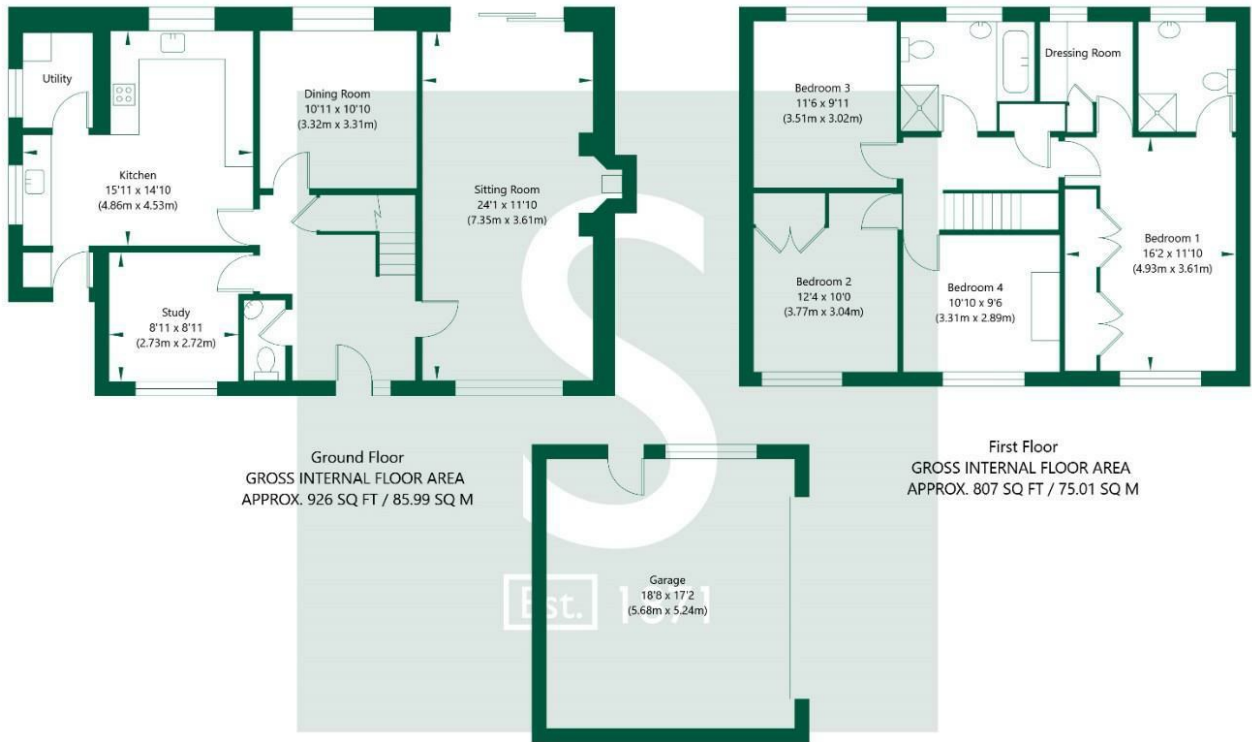 Utility
Kitchen
15'11 x 14'10
(4.86m x 4.53m)
Dining Room
10'11 x 10'10
(3.32m x 3.31m)
Sitting Room
24'1 x 11'10
(7.35m x 3.61m)
Study
8'11 x 8'11
(2.73m x 2.72m)
Ground Floor
GROSS INTERNAL FLOOR AREA
APPROX. 926 SQ FT / 85.99 SQ M
Bedroom 3
11'6 x 9'11
(3.51m x 3.02m)
Dressing Room
Bedroom 1
16'2 x 11'10
(4.93m x 3.61m)
Bedroom 2
12'4 x 10'0
(3.77m x 3.04m)
Bedroom 4
10'10 x 9'6
(3.31m x 2.89m)
First Floor
GROSS INTERNAL FLOOR AREA
APPROX. 807 SQ FT / 75.01 SQ M
Garage
18'8 x 17'2
(5.68m x 5.24m)
S
Est. 1871